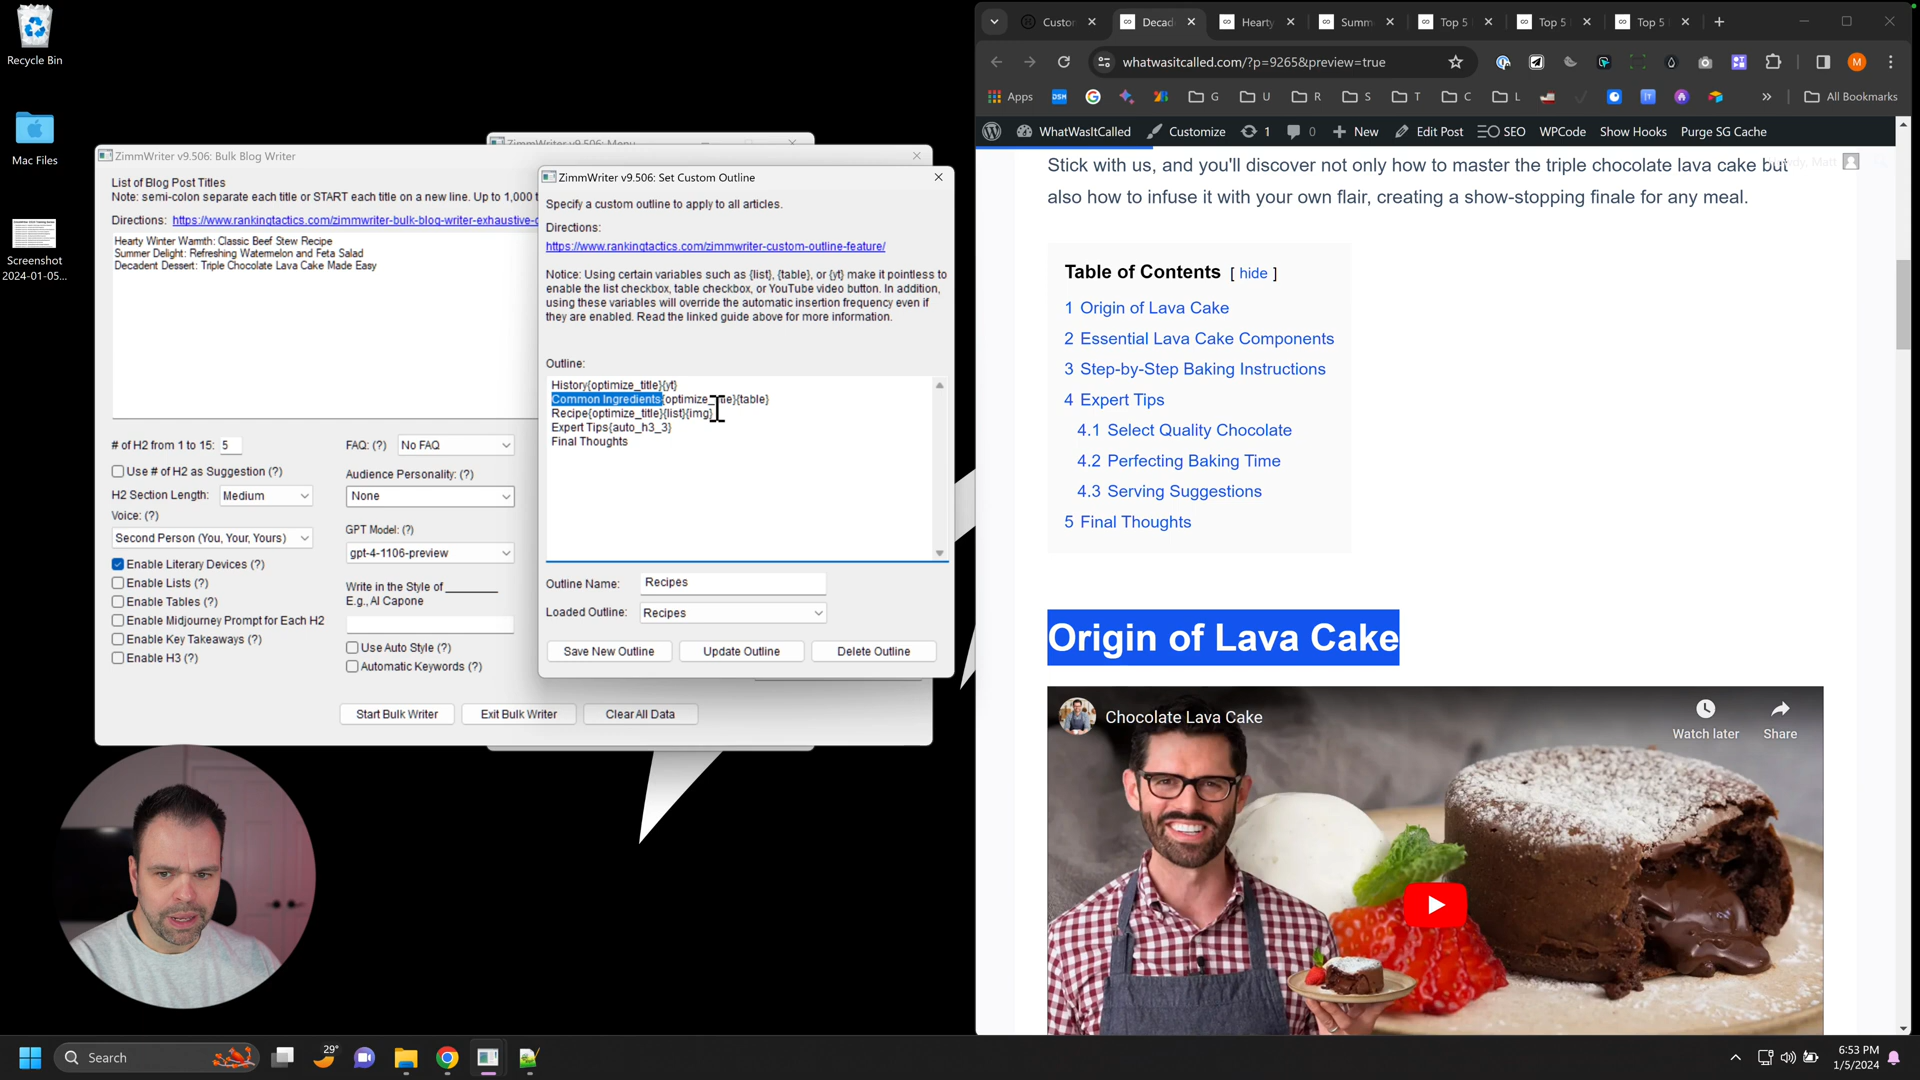 Recycle Bin
Mac Files
Screenshot
2024-01-05...
ZimmWriter v9.506: Menu
ZimmWriter v9.506: Bulk Blog Writer
List of Blog Post Titles
Note: semi-colon separate each title or START each title on a new line. Up to 1,000 t
Directions: https://www.rankingtactics.com/zimmwriter-bulk-blog-writer-exhaustive-c
Hearty Winter Warmth: Classic Beef Stew Recipe
Summer Delight: Refreshing Watermelon and Feta Salad
Decadent Dessert: Triple Chocolate Lava Cake Made Easy
# of H2 from 1 to 15: 5
Use # of H2 as Suggestion (?)
H2 Section Length: Medium
Voice: (?)
Second Person (You, Your, Yours)
Enable Literary Devices (?)
Enable Lists (?)
Enable Tables (?)
Enable Midjourney Prompt for Each H2
Enable Key Takeaways (?)
Enable H3 (?)
FAQ: (?) No FAQ
Audience Personality: (?)
None
GPT Model: (?)
gpt-4-1106-preview
Write in the Style of ________
E.g., Al Capone
Use Auto Style (?)
Automatic Keywords (?)
Start Bulk Writer
Exit Bulk Writer
Clear All Data
ZimmWriter v9.506: Set Custom Outline
Specify a custom outline to apply to all articles.
Directions:
https://www.rankingtactics.com/zimmwriter-custom-outline-feature/
Notice: Using certain variables such as {list}, {table}, or {yt} make it pointless to
enable the list checkbox, table checkbox, or YouTube video button. In addition,
using these variables will override the automatic insertion frequency even if
they are enabled. Read the linked guide above for more information.
Outline:
History{optimize_title}{yt}
Common Ingredients{optimize_title}{table}
Recipe{optimize_title}{list}{img}
Expert Tips{auto_h3_3}
Final Thoughts
Outline Name: Recipes
Loaded Outline: Recipes
Save New Outline
Update Outline
Delete Outline
Custor
Decad
Hearty
Summ
Top 5
Top 5
Top 5
whatwasitcalled.com/?p=9265&preview=true
M
Apps
DSM
G
U
R
S
T
C
L
All Bookmarks
WhatWasItCalled
Customize
1
0
New
Edit Post
SEO
WPCode
Show Hooks
Purge SG Cache
Stick with us, and you'll discover not only how to master the triple chocolate lava cake but
also how to infuse it with your own flair, creating a show-stopping finale for any meal.
Table of Contents [ hide ]
1 Origin of Lava Cake
2 Essential Lava Cake Components
3 Step-by-Step Baking Instructions
4 Expert Tips
4.1 Select Quality Chocolate
4.2 Perfecting Baking Time
4.3 Serving Suggestions
5 Final Thoughts
Origin of Lava Cake
Chocolate Lava Cake
Watch later
Share
Search
29°
6:53 PM
1/5/2024